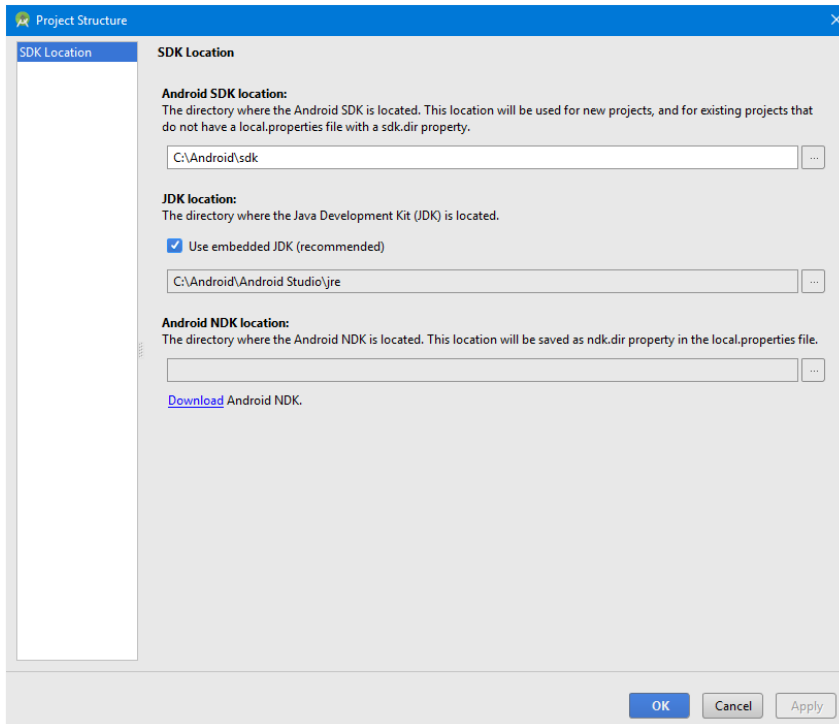 Project Structure
SDK Location
SDK Location
Android SDK location:
The directory where the Android SDK is located. This location will be used for new projects, and for existing projects that
do not have a local.properties file with a sdk.dir property.
C:\Android\sdk
...
JDK location:
The directory where the Java Development Kit (JDK) is located.
Use embedded JDK (recommended)
C:\Android\Android Studio\jre
...
Android NDK location:
The directory where the Android NDK is located. This location will be saved as ndk.dir property in the local.properties file.
...
Download Android NDK.
OK Cancel Apply